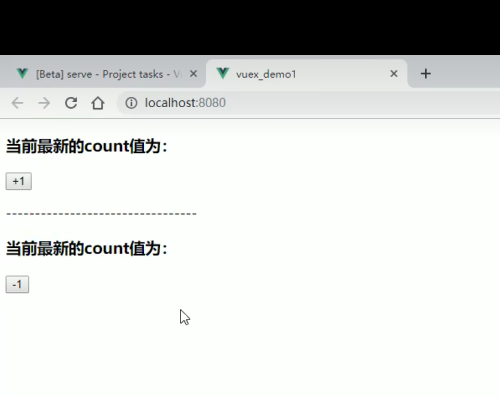 [Beta] serve - Project tasks - V
vuex_demo1
localhost:8080
当前最新的count值为：
+1
---------------------------------
当前最新的count值为：
-1